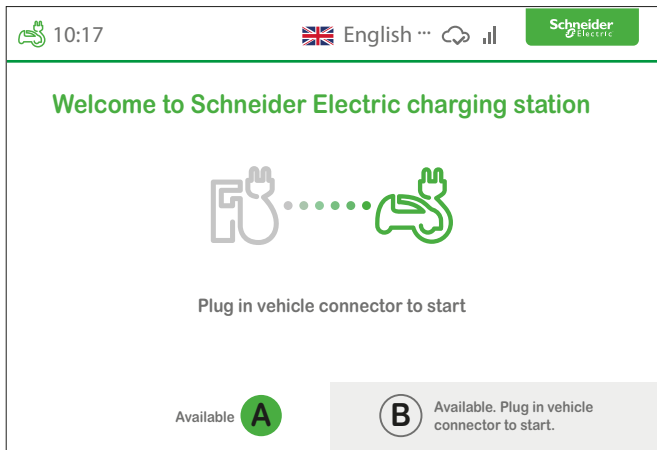 10:17
English ...
Schneider
Electric
Welcome to Schneider Electric charging station
Plug in vehicle connector to start
Available A
B Available. Plug in vehicle
connector to start.